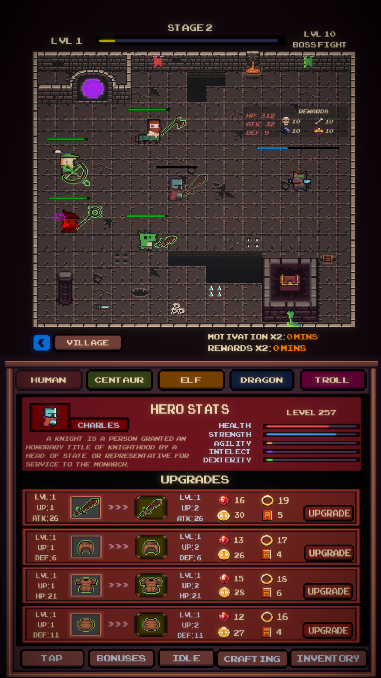 STAGE 2
LVL 1
LVL 10
BOSSFIGHT
REWARDS
HP: 312
ATK: 32
DEF: 9
10 10
10 10
VILLAGE
MOTIVATION X2: 0 MINS
REWARDS X2: 0 MINS
HUMAN CENTAUR ELF DRAGON TROLL
HERO STATS
LEVEL 257
CHARLES
A KNIGHT IS A PERSON GRANTED AN
HONORARY TITLE OF KNIGHTHOOD BY A
HEAD OF STATE OR REPRESENTATIVE FOR
SERVICE TO THE MONARCH.
HEALTH
STRENGTH
AGILITY
INTELECT
DEXTERITY
UPGRADES
LVL:1 >>> LVL:1 16 19
UP:1 UP:2
ATK:26 ATK:26 30 5 UPGRADE
LVL:1 >>> LVL:1 13 17
UP:1 UP:2
DEF:6 DEF:6 26 4 UPGRADE
LVL:1 >>> LVL:1 15 18
UP:1 UP:2
HP:21 HP:21 28 6 UPGRADE
LVL:1 >>> LVL:1 12 16
UP:1 UP:2
DEF:11 DEF:11 27 4 UPGRADE
TAP BONUSES IDLE CRAFTING INVENTORY